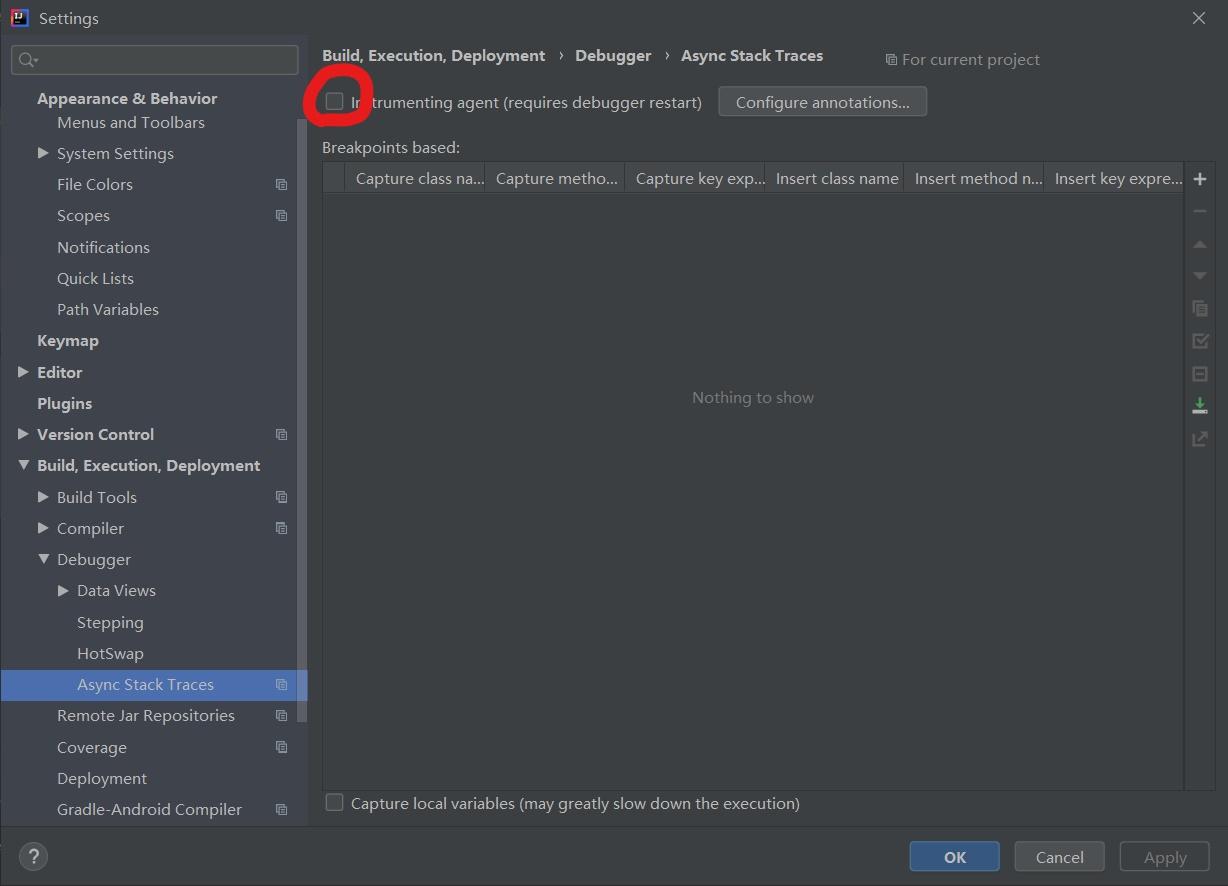 Settings
Appearance & Behavior
Menus and Toolbars
System Settings
File Colors
Scopes
Notifications
Quick Lists
Path Variables
Keymap
Editor
Plugins
Version Control
Build, Execution, Deployment
Build Tools
Compiler
Debugger
Data Views
Stepping
HotSwap
Async Stack Traces
Remote Jar Repositories
Coverage
Deployment
Gradle-Android Compiler
Build, Execution, Deployment › Debugger › Async Stack Traces For current project
Instrumenting agent (requires debugger restart) Configure annotations...
Breakpoints based:
Capture class na... Capture metho... Capture key exp... Insert class name Insert method n... Insert key expre...
Nothing to show
Capture local variables (may greatly slow down the execution)
? OK Cancel Apply